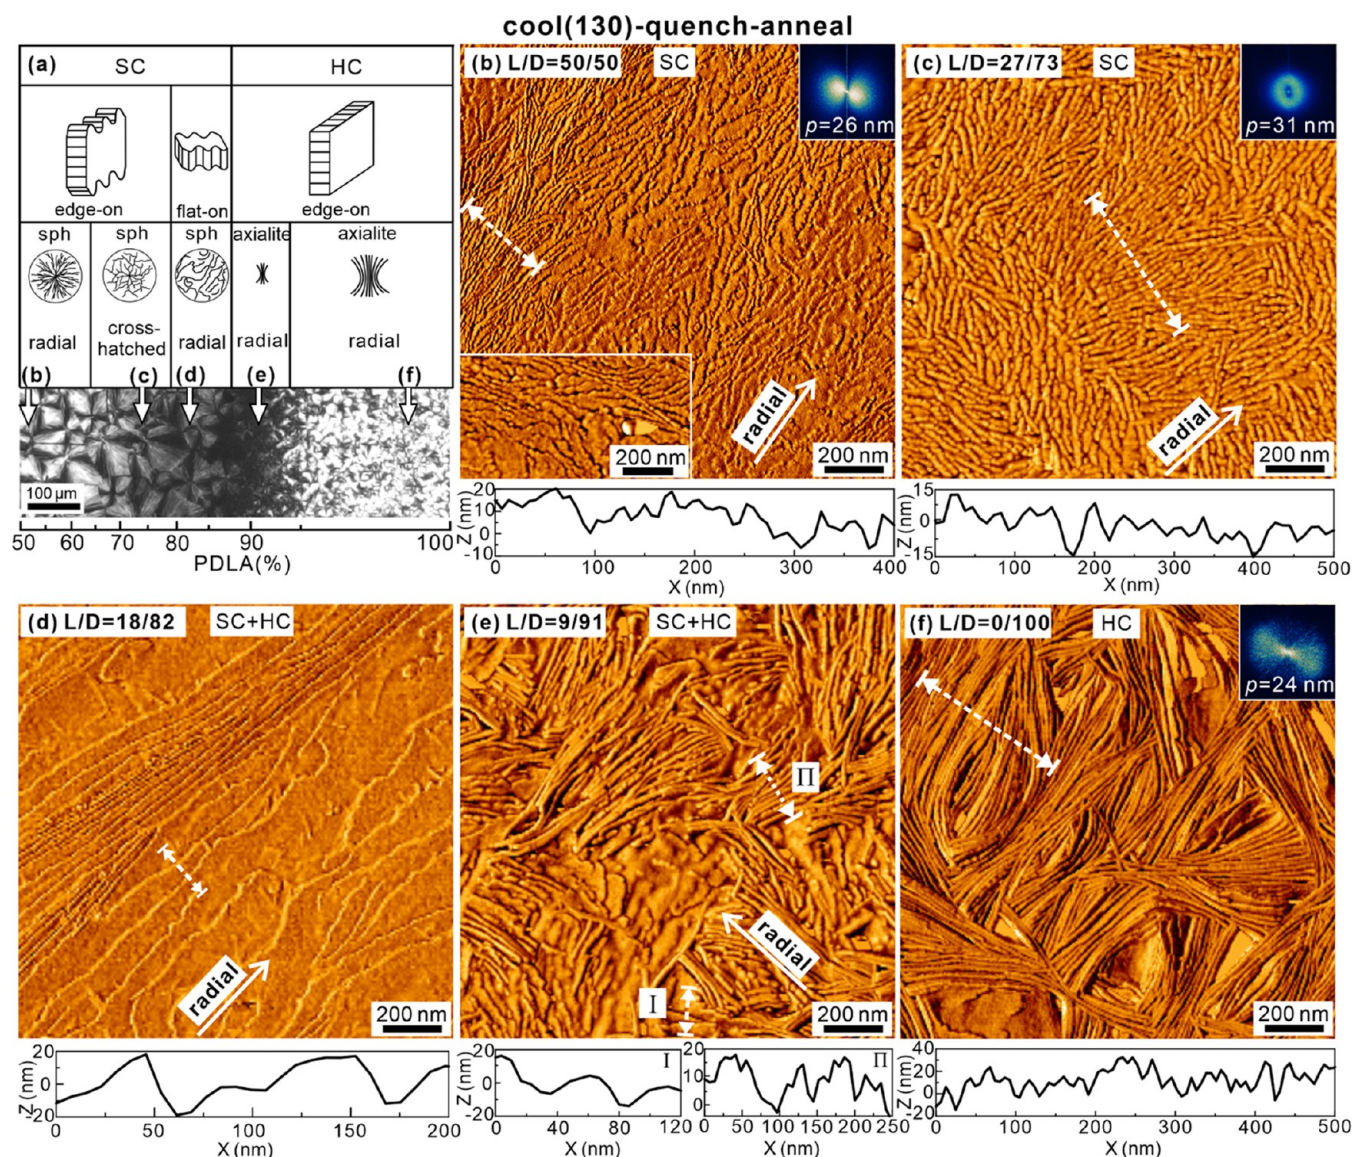 cool(130)-quench-anneal
(a)
SC
HC
edge-on
flat-on
edge-on
sph
sph
sph
axialite
axialite
radial
cross-
hatched
radial
radial
radial
(b)
(c)
(d)
(e)
(f)
100 µm
50
60
70
80
90
100
PDLA(%)
(b) L/D=50/50
SC
p=26 nm
radial
200 nm
200 nm
Z (nm)
20
0
-10
0
100
200
300
400
X (nm)
(c) L/D=27/73
SC
p=31 nm
radial
200 nm
Z (nm)
15
0
-15
0
100
200
300
400
500
X (nm)
(d) L/D=18/82
SC+HC
radial
200 nm
Z (nm)
20
0
-20
0
50
100
150
200
X (nm)
(e) L/D=9/91
SC+HC
II
I
radial
200 nm
Z (nm)
20
0
-20
I
0
40
80
120
X (nm)
20
10
0
II
0
50
100
150
200
X (nm)
(f) L/D=0/100
HC
p=24 nm
200 nm
Z (nm)
40
20
0
-20
0
100
200
300
400
500
X (nm)